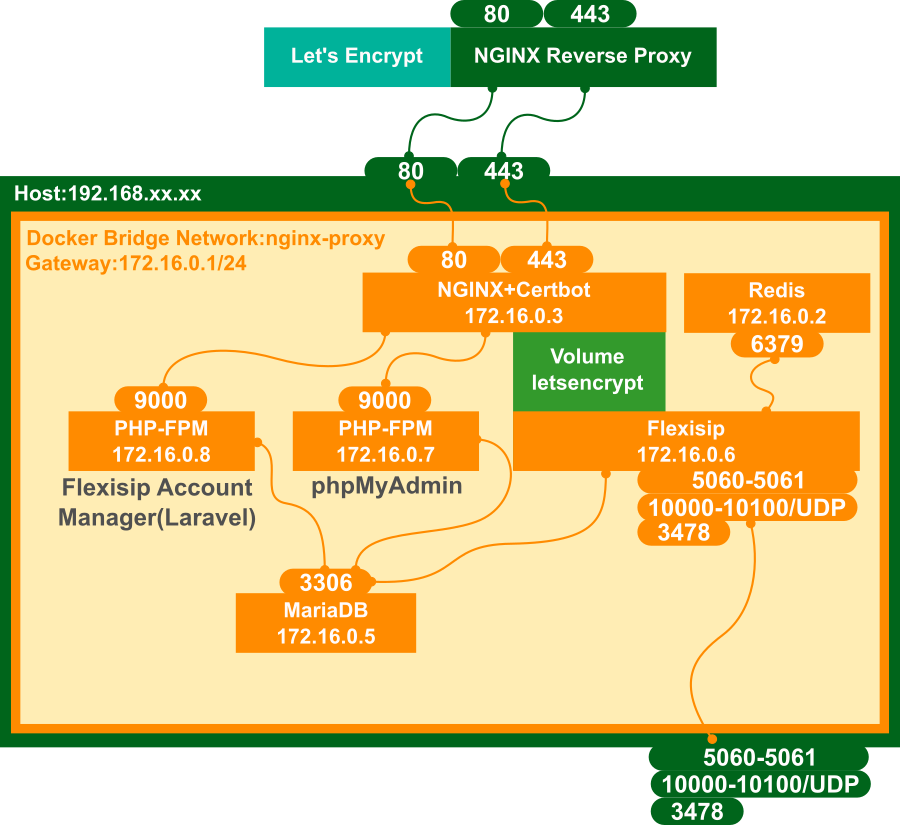 80
443
Let's Encrypt
NGINX Reverse Proxy
80
443
Host:192.168.xx.xx
Docker Bridge Network:nginx-proxy
Gateway:172.16.0.1/24
80
443
NGINX+Certbot
172.16.0.3
Redis
172.16.0.2
6379
Volume
letsencrypt
9000
PHP-FPM
172.16.0.8
Flexisip Account
Manager(Laravel)
9000
PHP-FPM
172.16.0.7
phpMyAdmin
Flexisip
172.16.0.6
5060-5061
10000-10100/UDP
3478
3306
MariaDB
172.16.0.5
5060-5061
10000-10100/UDP
3478